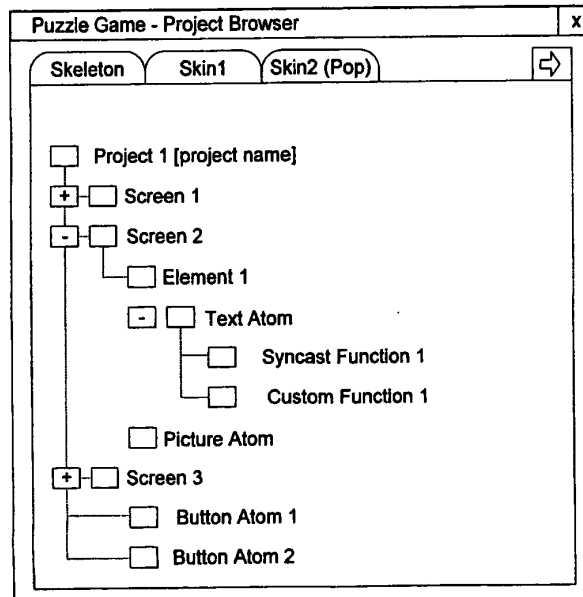 Puzzle Game - Project Browser x
Skeleton Skin1 Skin2 (Pop)
Project 1 [project name]
+ Screen 1
- Screen 2
Element 1
- Text Atom
Syncast Function 1
Custom Function 1
Picture Atom
+ Screen 3
Button Atom 1
Button Atom 2